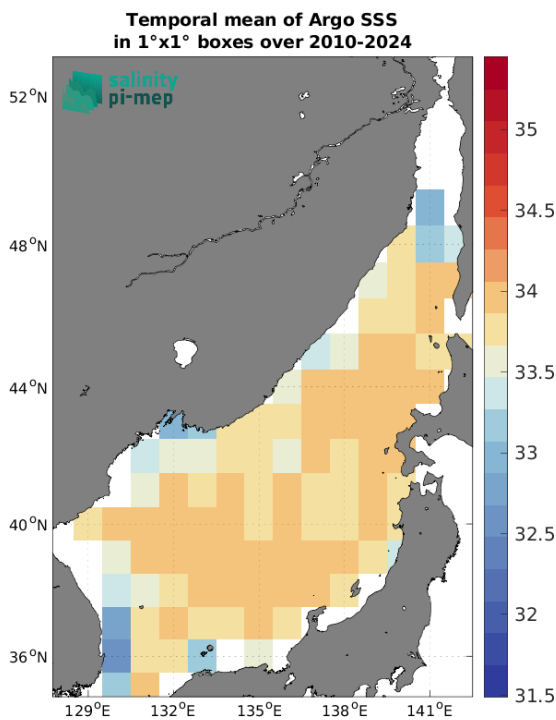 Temporal mean of Argo SSS
in 1°x1° boxes over 2010-2024
salinity
pi-mep
52°N
48°N
44°N
40°N
36°N
129°E
132°E
135°E
138°E
141°E
35
34.5
34
33.5
33
32.5
32
31.5